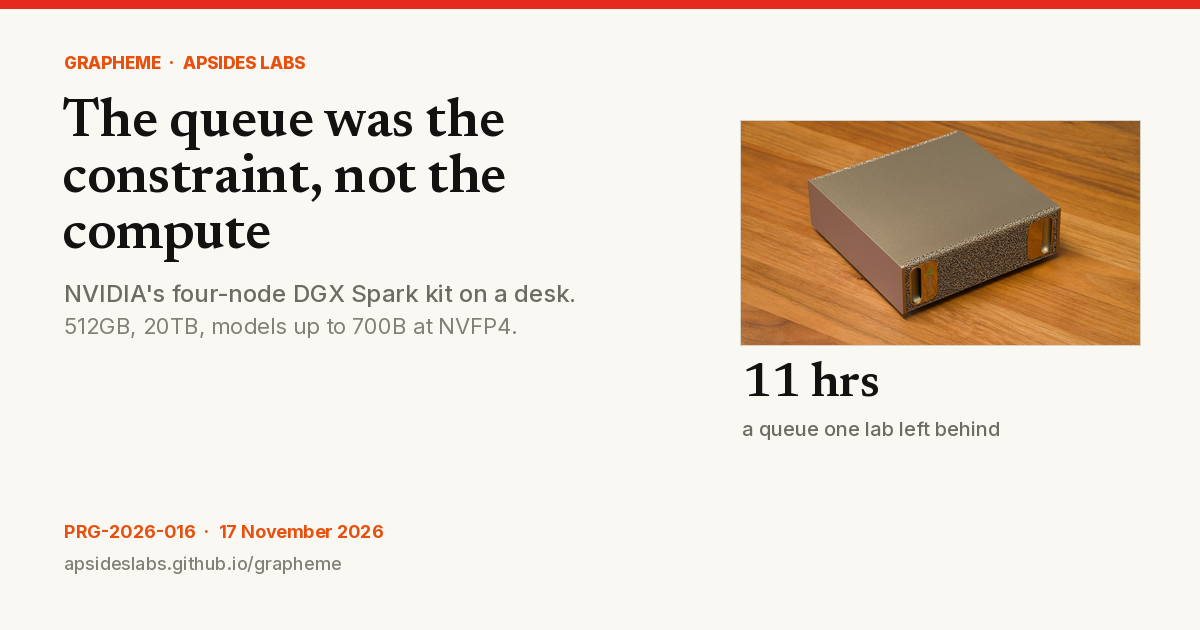 GRAPHEME · APSIDES LABS
The queue was the
constraint, not the
compute
NVIDIA's four-node DGX Spark kit on a desk.
512GB, 20TB, models up to 700B at NVFP4.
11 hrs
a queue one lab left behind
PRG-2026-016 · 17 November 2026
apsideslabs.github.io/grapheme